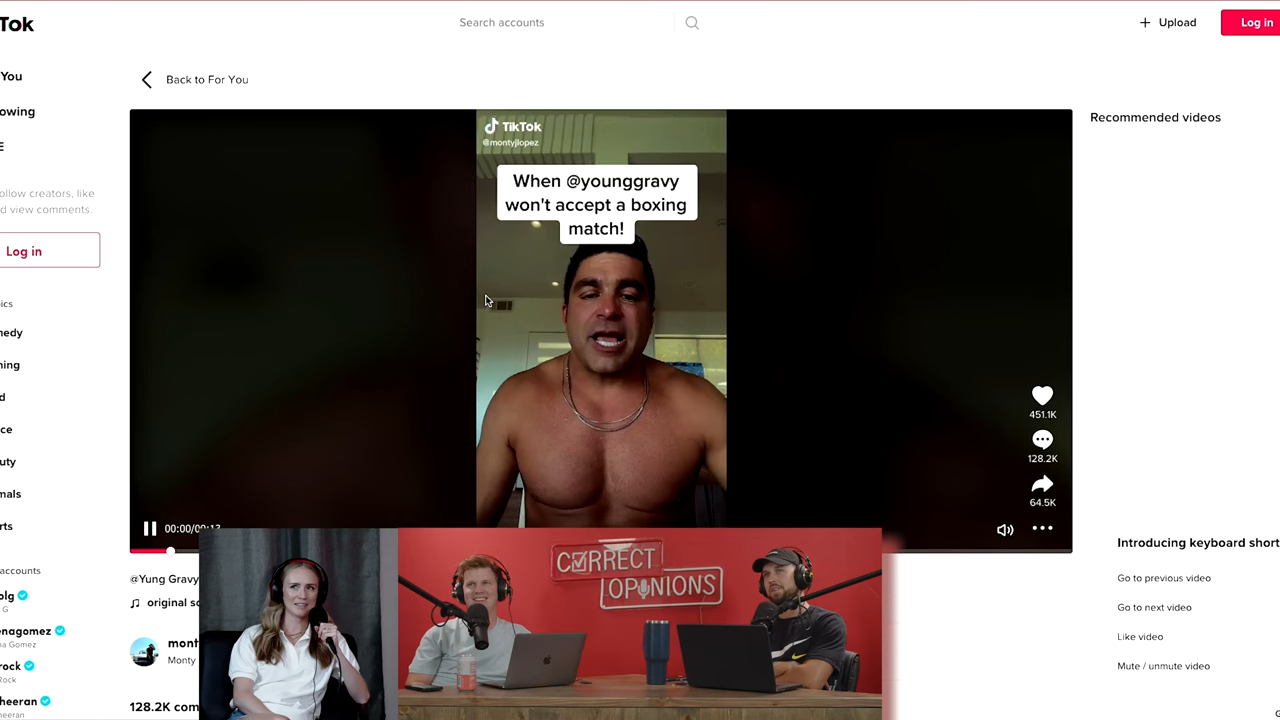 Tok
Search accounts
Upload
Log in
You
Back to For You
owing
Recommended videos
TikTok
@montyjlopez
When @younggravy
won't accept a boxing
match!
ollow creators, like
d view comments.
Log in
ics
medy
ning
451.1K
128.2K
uty
mals
64.5K
rts
00:00/00:13
Introducing keyboard short
accounts
@Yung Gravy
Go to previous video
olg
G
original so
CORRECT
OPINIONS
Go to next video
enagomez
na Gomez
mont
Monty
Like video
rock
Rock
Mute / unmute video
heeran
heeran
128.2K com